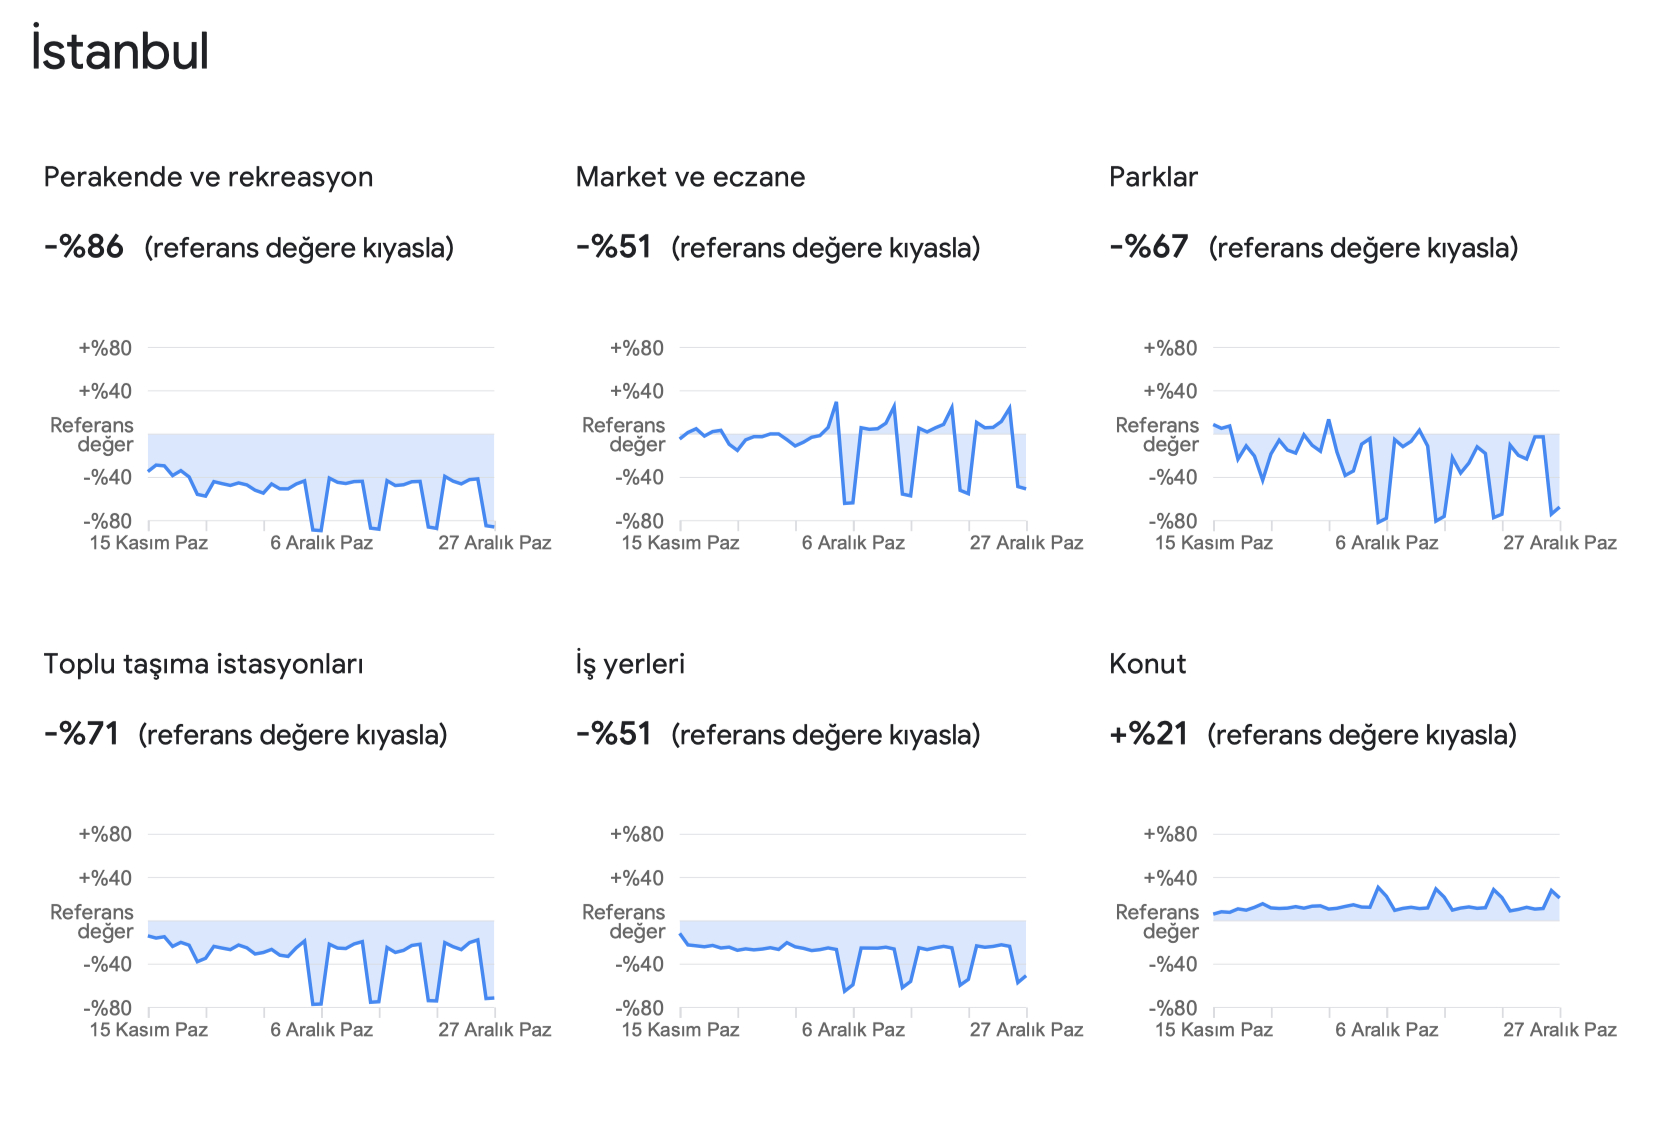 İstanbul
Perakende ve rekreasyon
-%86 (referans değere kıyasla)
+%80
+%40
Referans
değer
-%40
-%80
15 Kasım Paz 6 Aralık Paz 27 Aralık Paz
Market ve eczane
-%51 (referans değere kıyasla)
+%80
+%40
Referans
değer
-%40
-%80
15 Kasım Paz 6 Aralık Paz 27 Aralık Paz
Parklar
-%67 (referans değere kıyasla)
+%80
+%40
Referans
değer
-%40
-%80
15 Kasım Paz 6 Aralık Paz 27 Aralık Paz
Toplu taşıma istasyonları
-%71 (referans değere kıyasla)
+%80
+%40
Referans
değer
-%40
-%80
15 Kasım Paz 6 Aralık Paz 27 Aralık Paz
İş yerleri
-%51 (referans değere kıyasla)
+%80
+%40
Referans
değer
-%40
-%80
15 Kasım Paz 6 Aralık Paz 27 Aralık Paz
Konut
+%21 (referans değere kıyasla)
+%80
+%40
Referans
değer
-%40
-%80
15 Kasım Paz 6 Aralık Paz 27 Aralık Paz